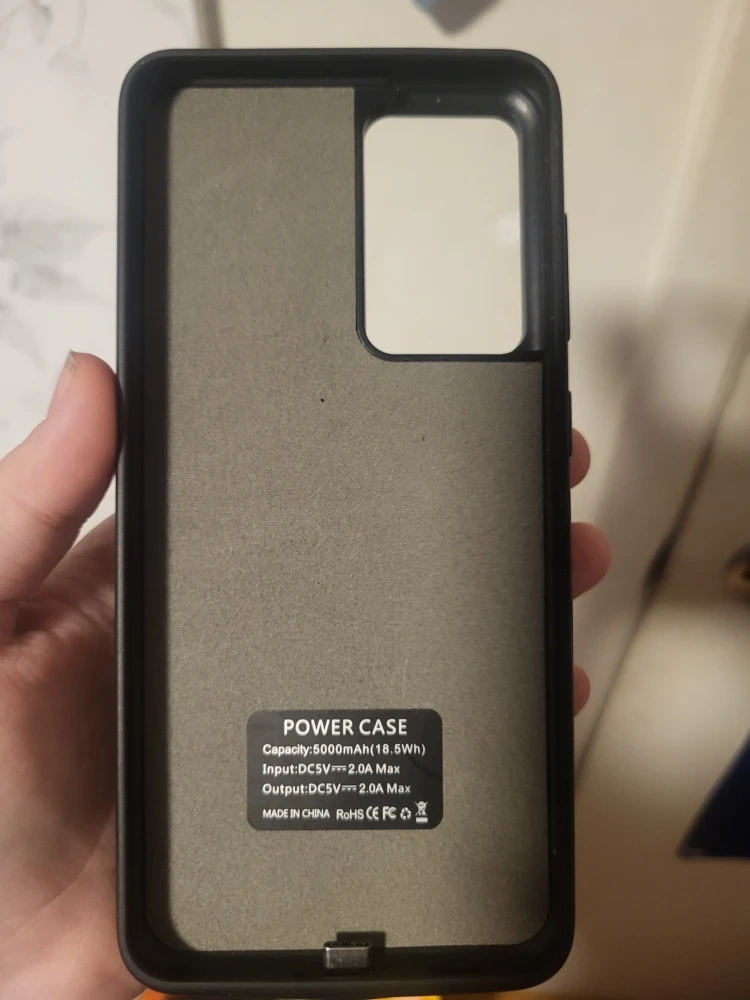 POWER CASE
Capacity:5000mAh(18.5Wh)
Input:DC5V⎓2.0A Max
Output:DC5V⎓2.0A Max
MADE IN CHINA RoHS CE FC